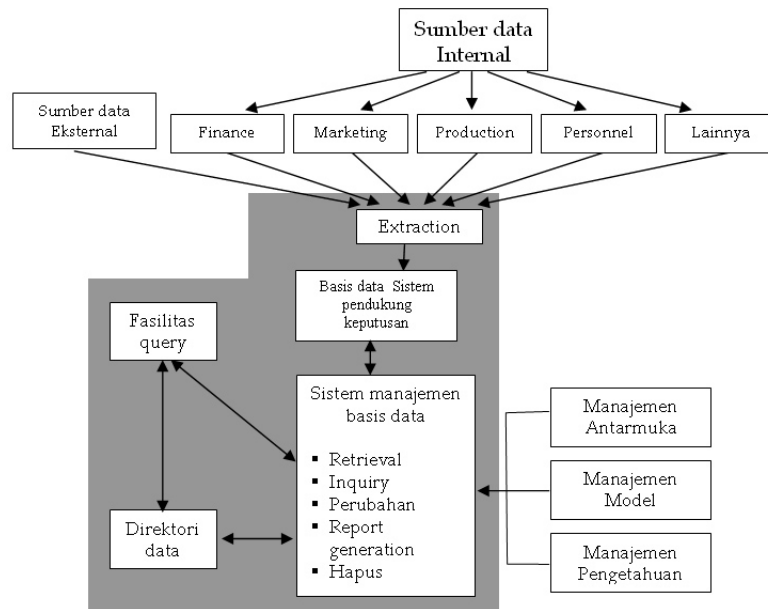 Sumber data
Internal
Sumber data
Eksternal
Finance
Marketing
Production
Personnel
Lainnya
Extraction
Basis data Sistem
pendukung
keputusan
Fasilitas
query
Sistem manajemen
basis data
▪ Retrieval
▪ Inquiry
▪ Perubahan
▪ Report
generation
▪ Hapus
Direktori
data
Manajemen
Antarmuka
Manajemen
Model
Manajemen
Pengetahuan